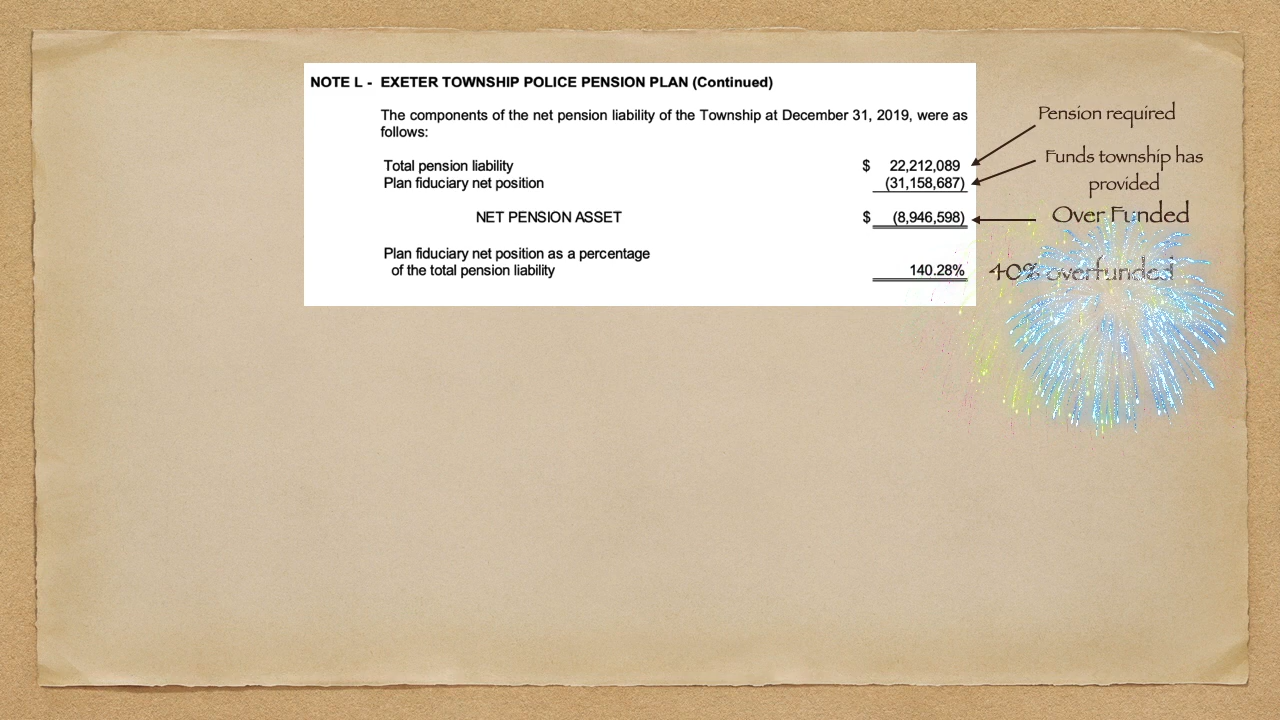 NOTE L - EXETER TOWNSHIP POLICE PENSION PLAN (Continued)
The components of the net pension liability of the Township at December 31, 2019, were as
follows:
Total pension liability $ 22,212,089
Plan fiduciary net position (31,158,687)
NET PENSION ASSET $ (8,946,598)
Plan fiduciary net position as a percentage
of the total pension liability 140.28%
Pension required
Funds township has
provided
Over Funded
40% overfunded